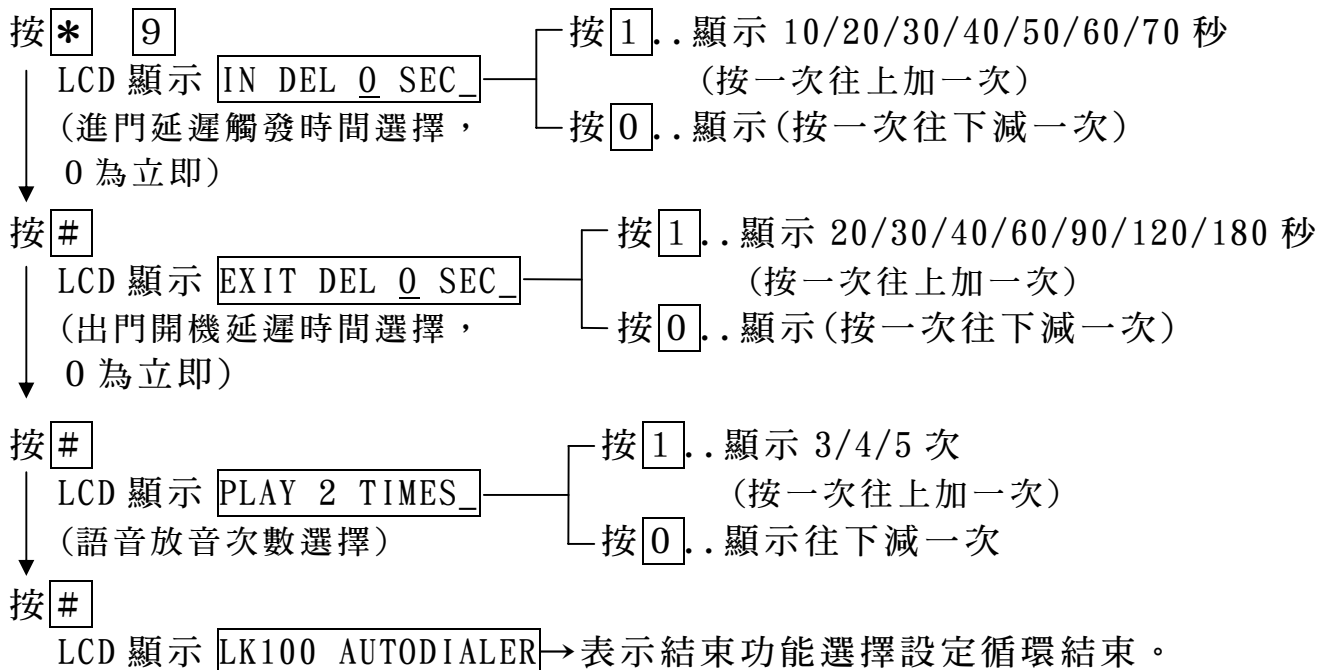 按* 9
按1..顯示 10/20/30/40/50/60/70 秒
LCD 顯示 IN DEL 0 SEC_
(按一次往上加一次)
(進門延遲觸發時間選擇，
按0..顯示(按一次往下減一次)
0 為立即)
按#
按1..顯示 20/30/40/60/90/120/180 秒
LCD 顯示 EXIT DEL 0 SEC_
(按一次往上加一次)
(出門開機延遲時間選擇，
按0..顯示(按一次往下減一次)
0 為立即)
按#
按1..顯示 3/4/5 次
LCD 顯示 PLAY 2 TIMES_
(按一次往上加一次)
(語音放音次數選擇)
按0..顯示往下減一次
按#
LCD 顯示 LK100 AUTODIALER→表示結束功能選擇設定循環結束。